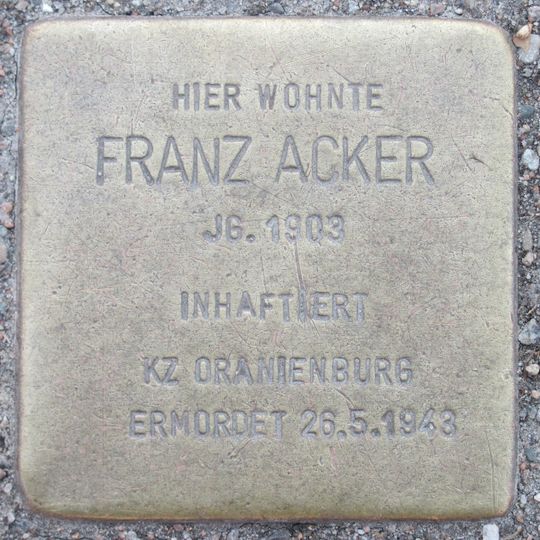 HIER WOHNTE
FRANZ ACKER
JG. 1903
INHAFTIERT
KZ ORANIENBURG
ERMORDET 26.5.1943